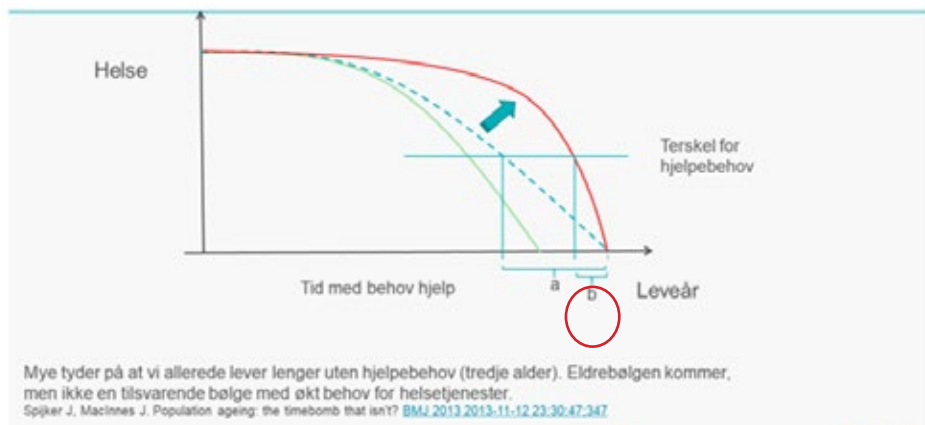 Helse
Terskel for
hjelpebehov
Tid med behov hjelp
a
b
Leveår
Mye tyder på at vi allerede lever lenger uten hjelpebehov (tredje alder). Eldrebølgen kommer,
men ikke en tilsvarende bølge med økt behov for helsetjenester.
Spijker J, MacInnes J. Population ageing: the timebomb that isn't? BMJ 2013 2013-11-12 23:30:47;347